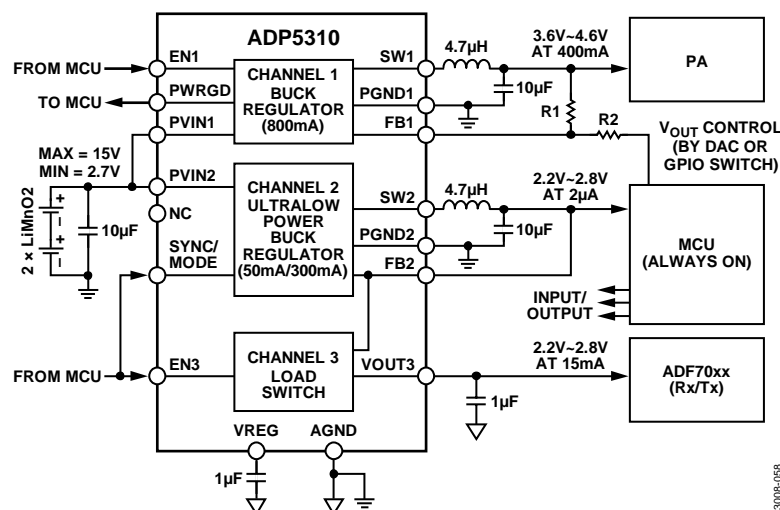 ADP5310
FROM MCU
TO MCU
EN1
PWRGD
PVIN1
CHANNEL 1
BUCK
REGULATOR
(800mA)
SW1
PGND1
FB1
4.7µH
10µF
3.6V~4.6V
AT 400mA
PA
R1
R2
VOUT CONTROL
(BY DAC OR
GPIO SWITCH)
MAX = 15V
MIN = 2.7V
2 × LiMnO2
+
–
+
–
10µF
PVIN2
NC
SYNC/
MODE
CHANNEL 2
ULTRALOW
POWER
BUCK
REGULATOR
(50mA/300mA)
SW2
PGND2
FB2
4.7µH
10µF
2.2V~2.8V
AT 2µA
MCU
(ALWAYS ON)
INPUT/
OUTPUT
FROM MCU
EN3
CHANNEL 3
LOAD
SWITCH
VOUT3
2.2V~2.8V
AT 15mA
1µF
ADF70xx
(Rx/Tx)
VREG
AGND
1µF